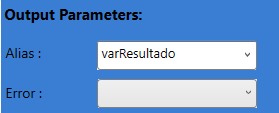 Output Parameters:
Alias : varResultado
Error :